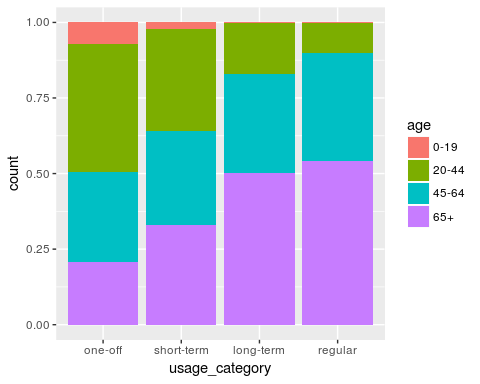 1.00
0.75
0.50
0.25
0.00
count
one-off short-term long-term regular
usage_category
age
0-19
20-44
45-64
65+